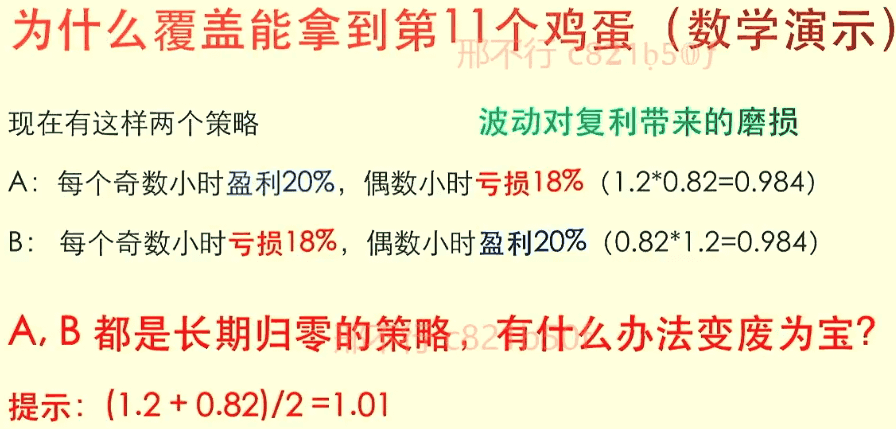 为什么覆盖能拿到第11个鸡蛋（数学演示）
邢不行 c821b50f
现在有这样两个策略
波动对复利带来的磨损
A：每个奇数小时盈利20%，偶数小时亏损18%（1.2*0.82=0.984）
B： 每个奇数小时亏损18%，偶数小时盈利20%（0.82*1.2=0.984）
A, B 都是长期归零的策略，有什么办法变废为宝？
邢不行 c821b50f
提示：(1.2 + 0.82)/2 =1.01